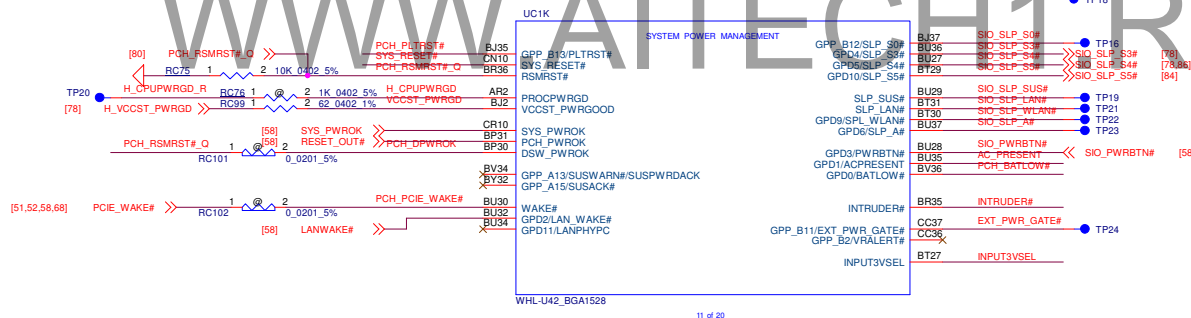 WWW.AITECH1.R
TP18
UC1K
SYSTEM POWER MANAGEMENT
[80] PCH_RSMRST#_Q
RC75 1 2 10K_0402_5%
PCH_PLTRST# BJ35 GPP_B13/PLTRST#
SYS_RESET# CN10 SYS_RESET#
PCH_RSMRST#_Q BR36 RSMRST#
TP20 H_CPUPWRGD_R RC76 1 @ 2 1K_0402_5% H_CPUPWRGD AR2 PROCPWRGD
[78] H_VCCST_PWRGD RC99 1 2 62_0402_1% VCCST_PWRGD BJ2 VCCST_PWRGOOD
[58] SYS_PWROK CR10 SYS_PWROK
[58] RESET_OUT# BP31 PCH_PWROK
PCH_RSMRST#_Q 1 @ 2 PCH_DPWROK BP30 DSW_PWROK
RC101 0_0201_5%
BV34 GPP_A13/SUSWARN#/SUSPWRDACK
BY32 GPP_A15/SUSACK#
[51,52,58,68] PCIE_WAKE# 1 @ 2 PCH_PCIE_WAKE# BU30 WAKE#
RC102 0_0201_5%
BU32 GPD2/LAN_WAKE#
[58] LANWAKE# BU34 GPD11/LANPHYPC
GPP_B12/SLP_S0# BJ37 SIO_SLP_S0# TP16
GPD4/SLP_S3# BU36 SIO_SLP_S3# SIO_SLP_S3# [78]
GPD5/SLP_S4# BU27 SIO_SLP_S4# SIO_SLP_S4# [78,86]
GPD10/SLP_S5# BT29 SIO_SLP_S5# SIO_SLP_S5# [84]
SLP_SUS# BU29 SIO_SLP_SUS# TP19
SLP_LAN# BT31 SIO_SLP_LAN# TP21
GPD9/SPL_WLAN# BT30 SIO_SLP_WLAN# TP22
GPD6/SLP_A# BU37 SIO_SLP_A# TP23
GPD3/PWRBTN# BU28 SIO_PWRBTN# SIO_PWRBTN# [58
GPD1/ACPRESENT BU35 AC_PRESENT
GPD0/BATLOW# BV36 PCH_BATLOW#
INTRUDER# BR35 INTRUDER#
GPP_B11/EXT_PWR_GATE# CC37 EXT_PWR_GATE# TP24
GPP_B2/VRALERT# CC36
INPUT3VSEL BT27 INPUT3VSEL
WHL-U42_BGA1528
11 of 20